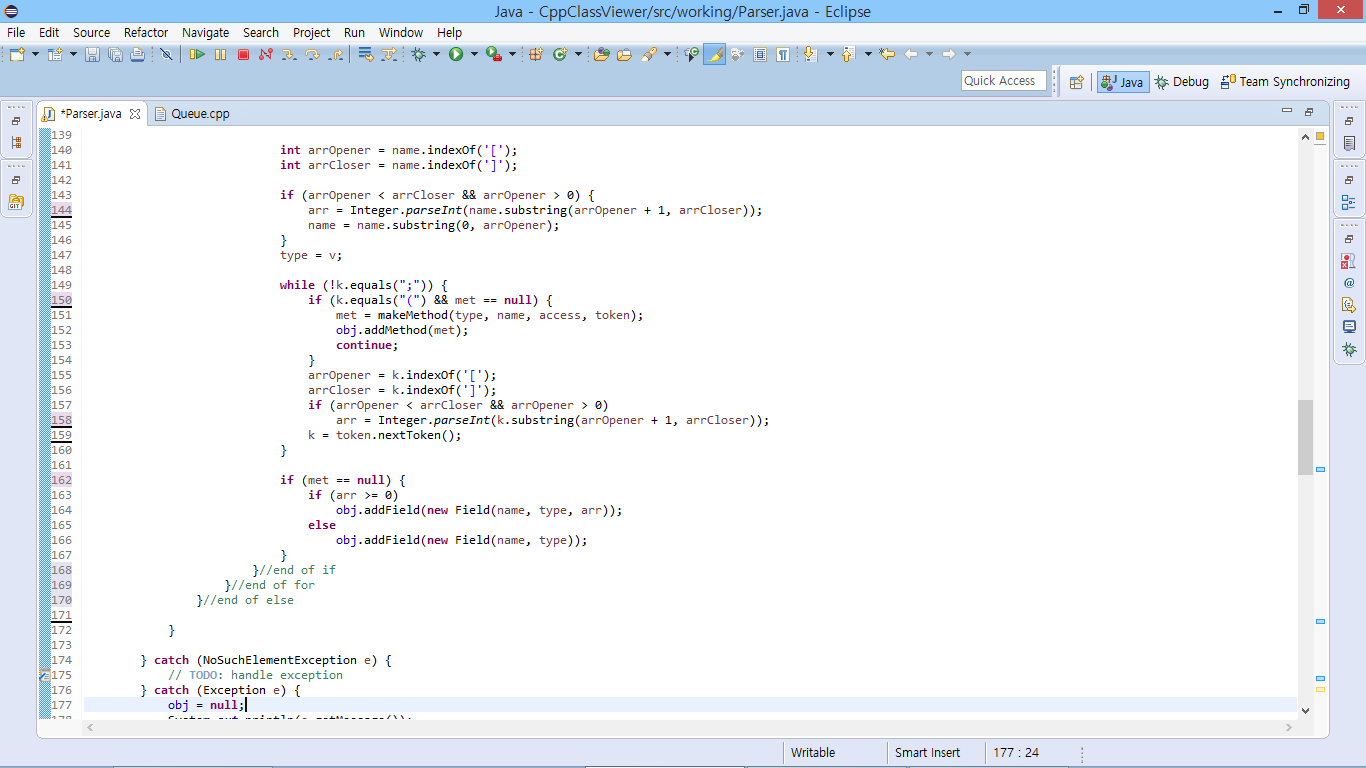 Java - CppClassViewer/src/working/Parser.java - Eclipse
File Edit Source Refactor Navigate Search Project Run Window Help
Quick Access Java Debug Team Synchronizing
*Parser.java Queue.cpp
139
140 int arrOpener = name.indexOf('[');
141 int arrCloser = name.indexOf(']');
142
143 if (arrOpener < arrCloser && arrOpener > 0) {
144 arr = Integer.parseInt(name.substring(arrOpener + 1, arrCloser));
145 name = name.substring(0, arrOpener);
146 }
147 type = v;
148
149 while (!k.equals(";")) {
150 if (k.equals("(") && met == null) {
151 met = makeMethod(type, name, access, token);
152 obj.addMethod(met);
153 continue;
154 }
155 arrOpener = k.indexOf('[');
156 arrCloser = k.indexOf(']');
157 if (arrOpener < arrCloser && arrOpener > 0)
158 arr = Integer.parseInt(k.substring(arrOpener + 1, arrCloser));
159 k = token.nextToken();
160 }
161
162 if (met == null) {
163 if (arr >= 0)
164 obj.addField(new Field(name, type, arr));
165 else
166 obj.addField(new Field(name, type));
167 }
168 }//end of if
169 }//end of for
170 }//end of else
171
172 }
173
174 } catch (NoSuchElementException e) {
175 // TODO: handle exception
176 } catch (Exception e) {
177 obj = null;
Writable Smart Insert 177 : 24